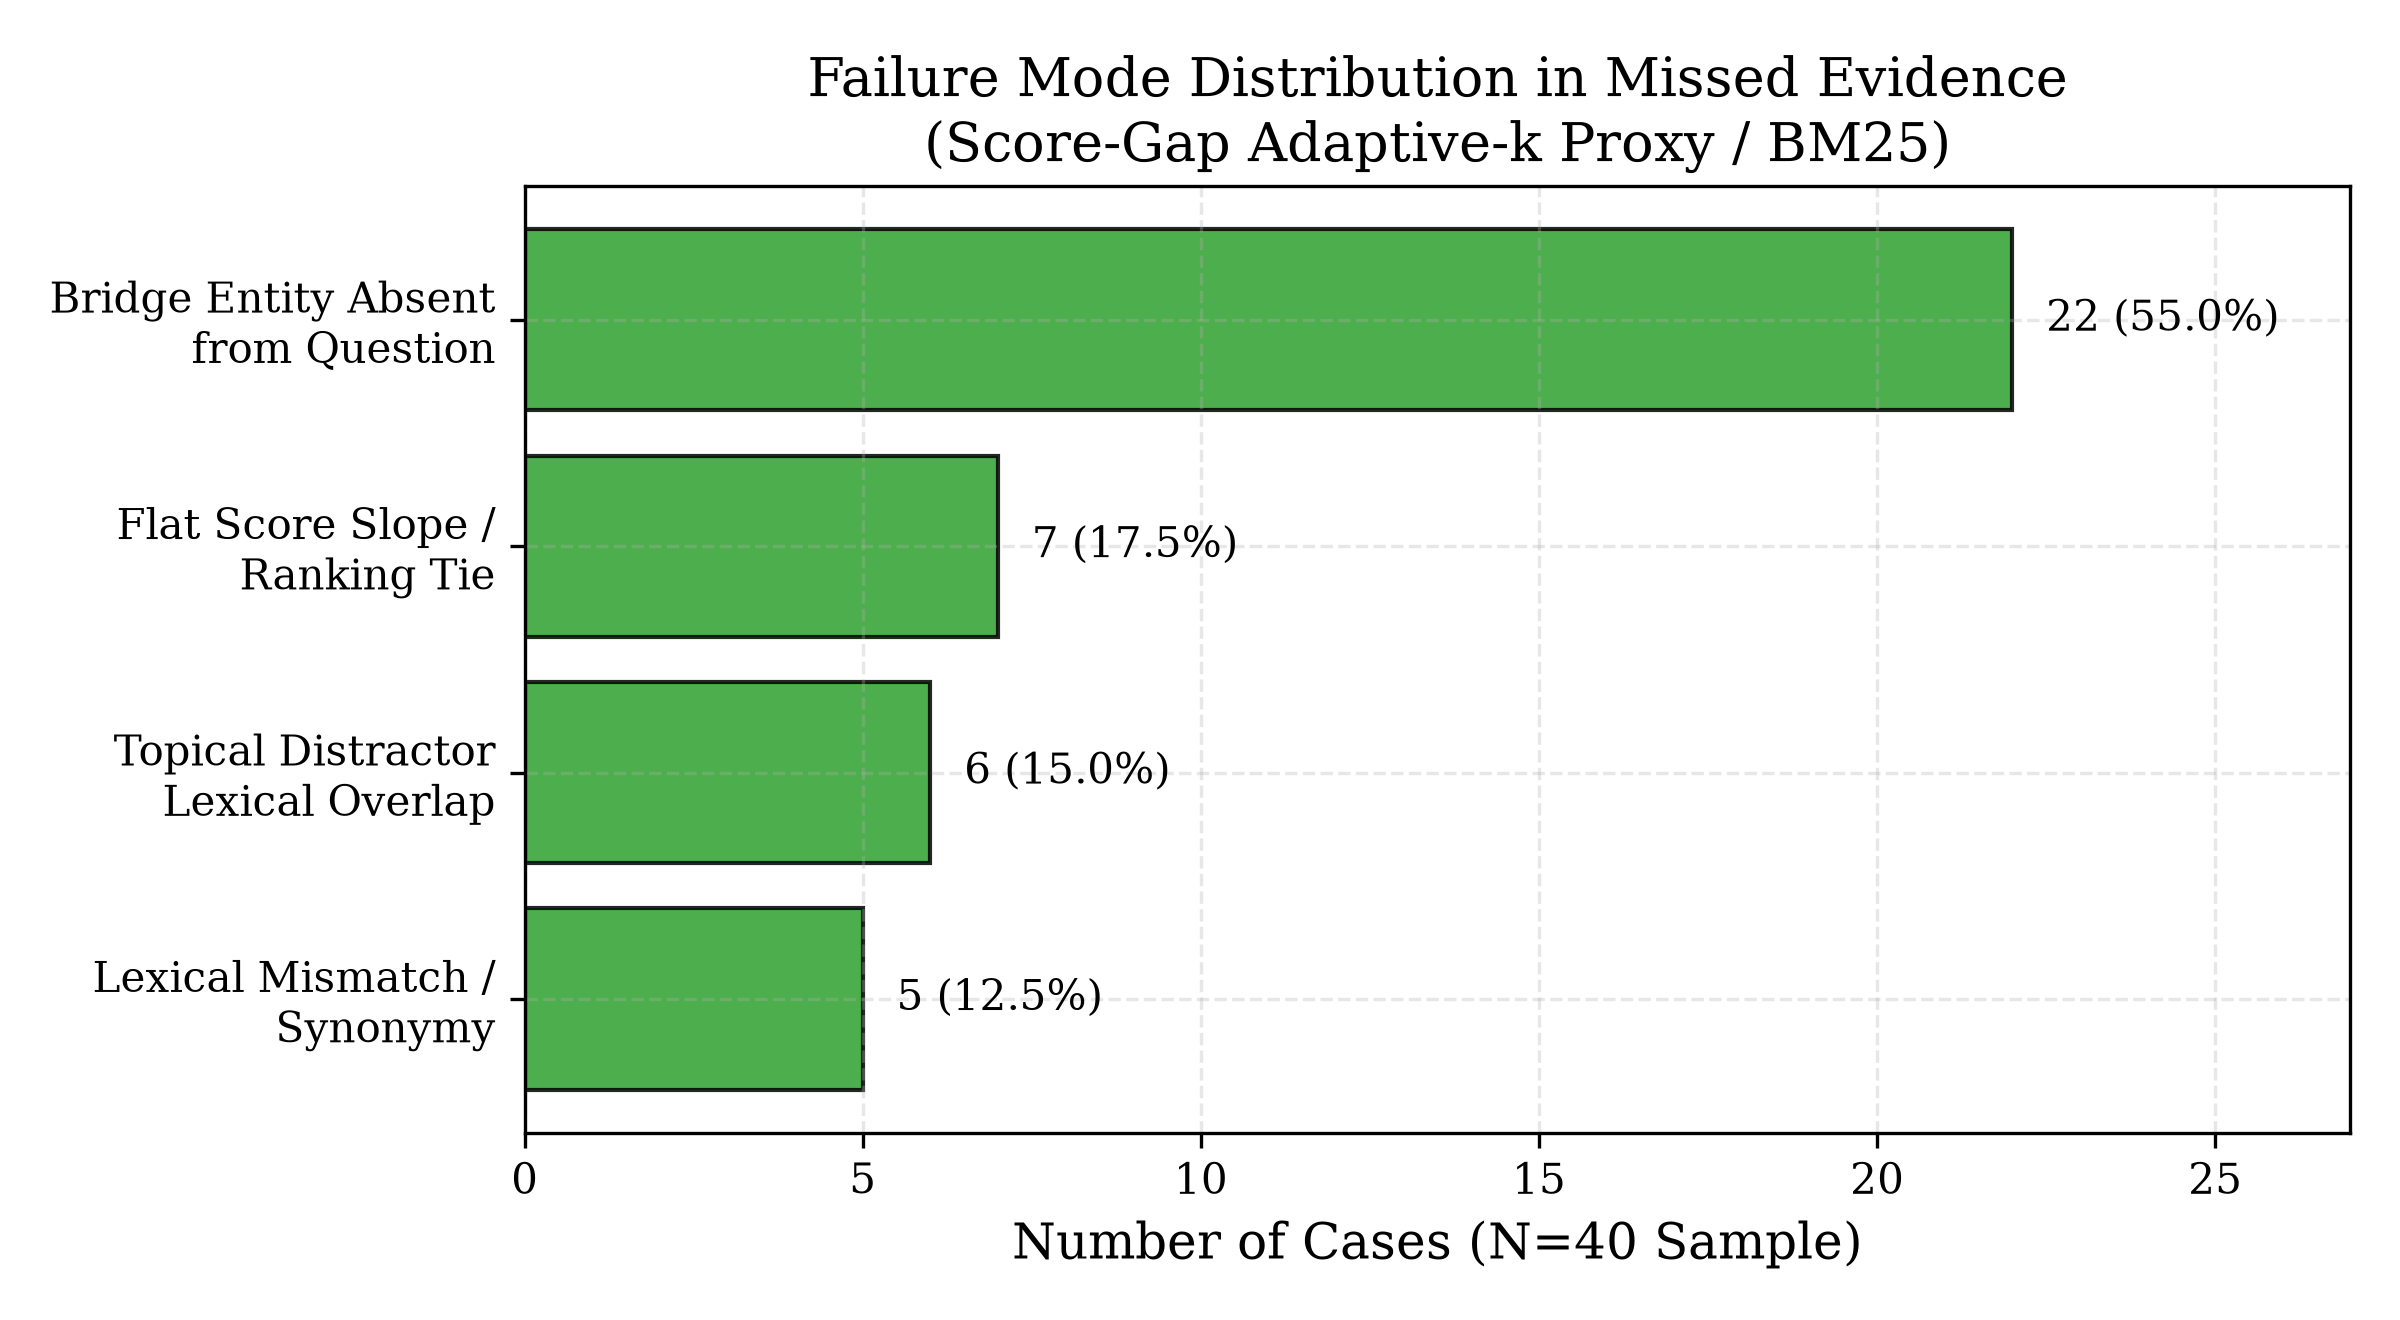 Failure Mode Distribution in Missed Evidence
(Score-Gap Adaptive-k Proxy / BM25)
Bridge Entity Absent
from Question
22 (55.0%)
Flat Score Slope /
Ranking Tie
7 (17.5%)
Topical Distractor
Lexical Overlap
6 (15.0%)
Lexical Mismatch /
Synonymy
5 (12.5%)
0 5 10 15 20 25
Number of Cases (N=40 Sample)